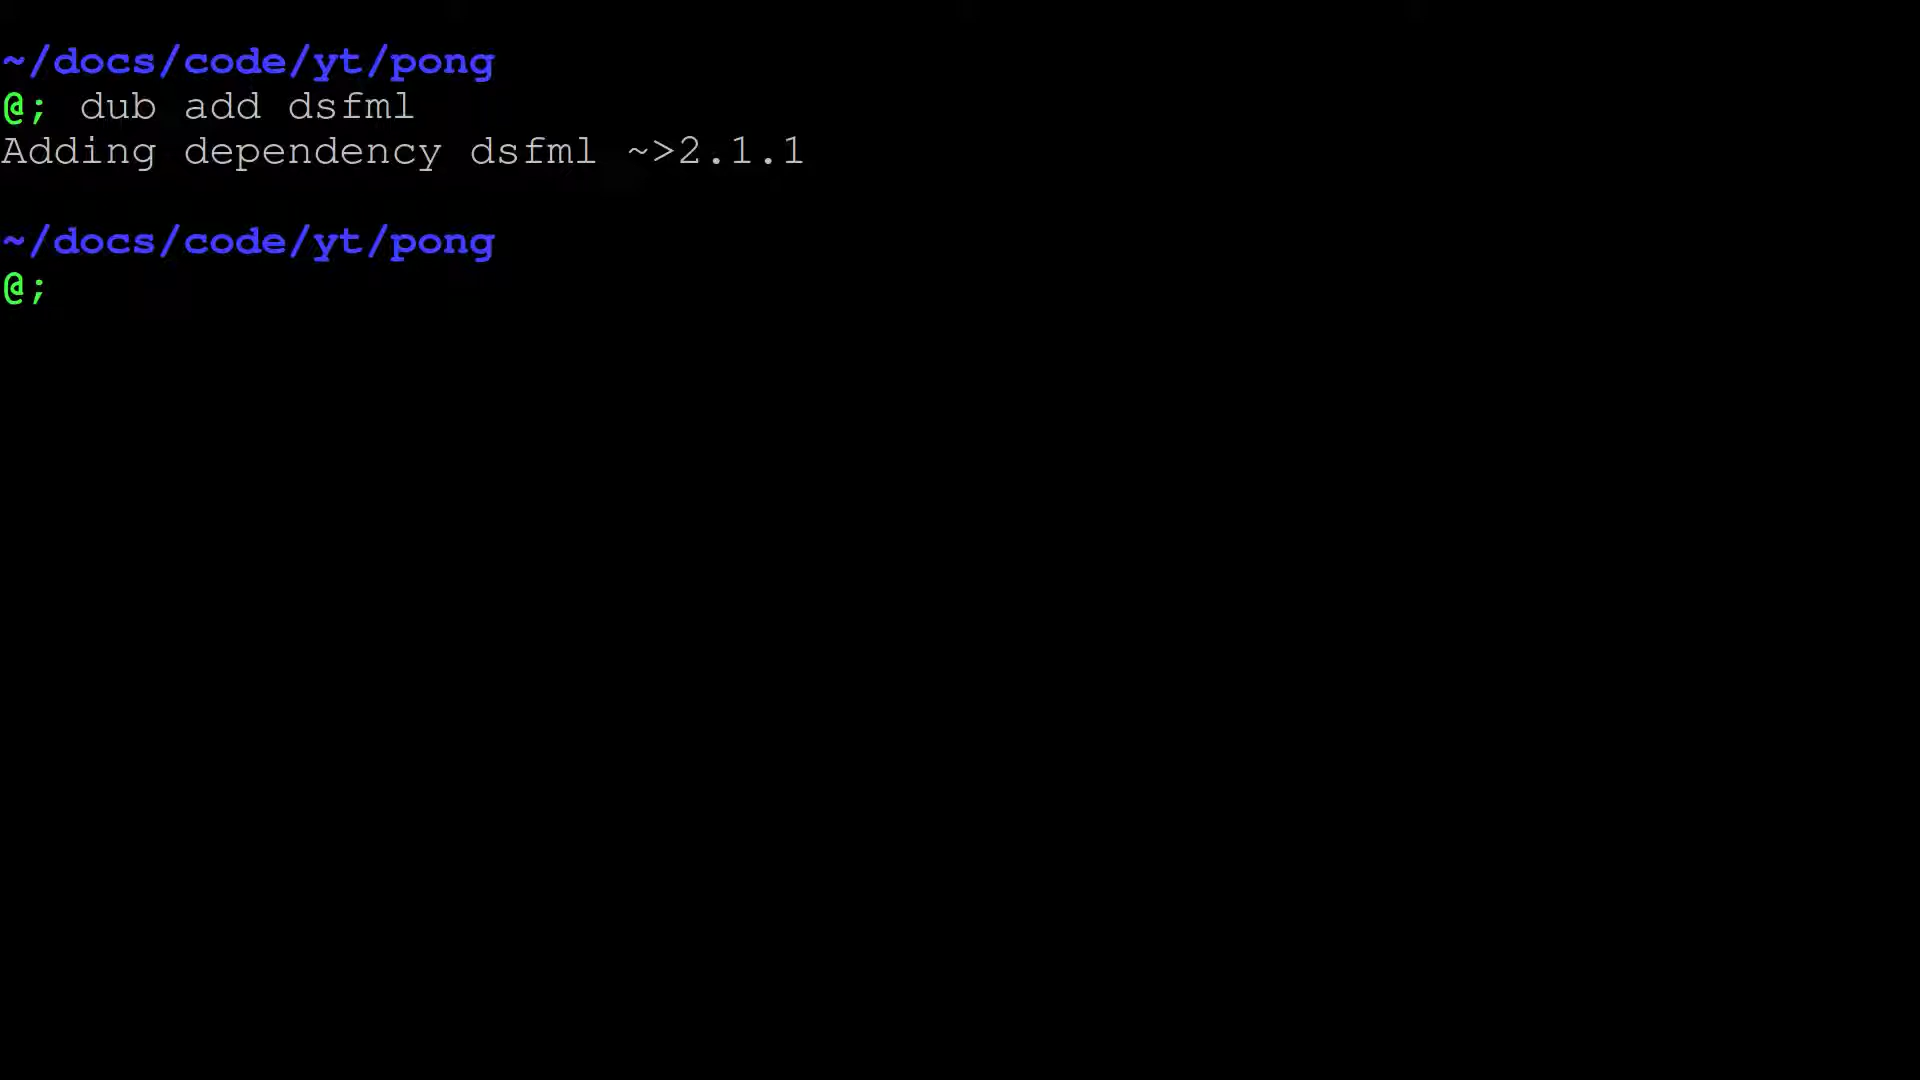 ~/docs/code/yt/pong
@; dub add dsfml
Adding dependency dsfml ~>2.1.1
~/docs/code/yt/pong
@;